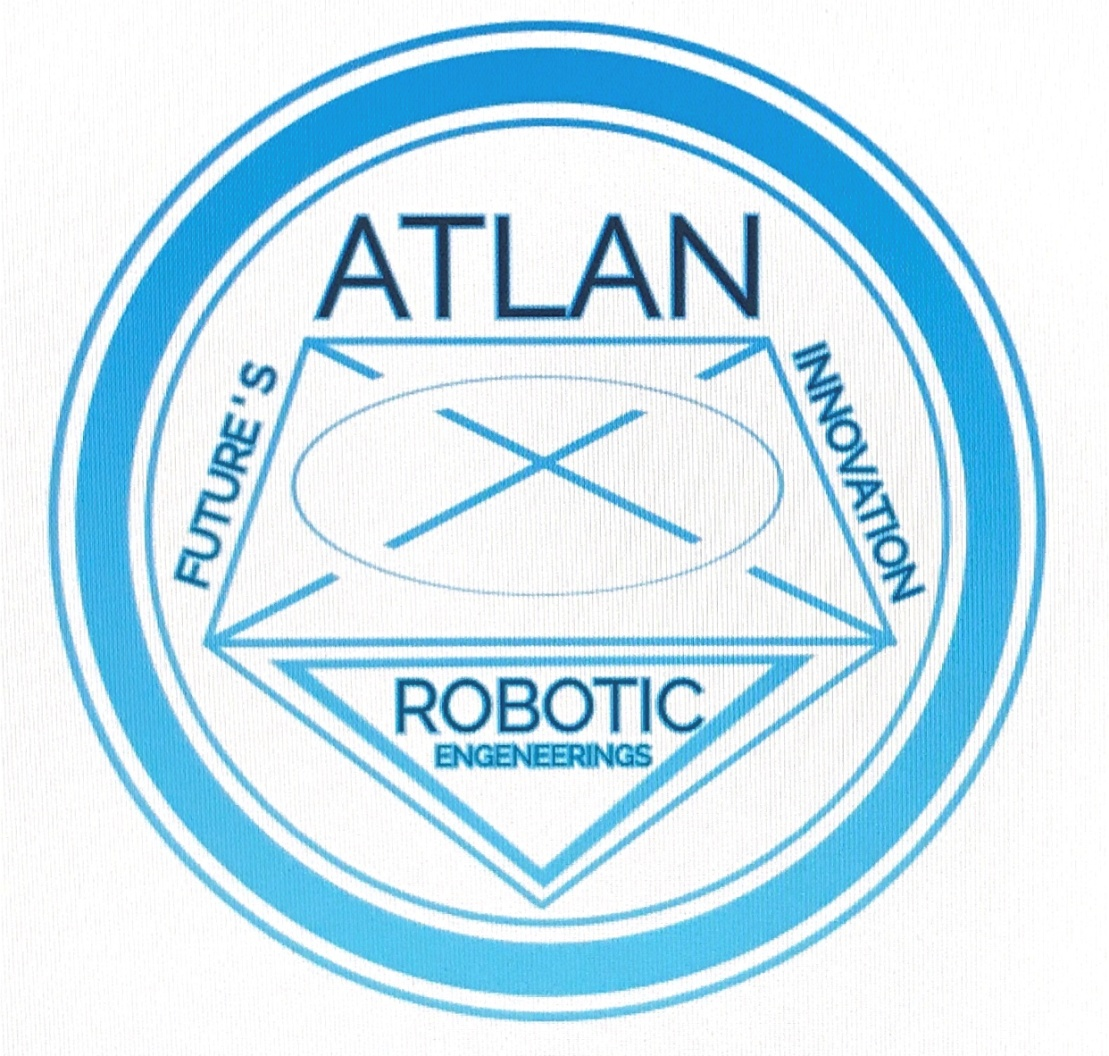 ATLAN
FUTURE'S
INNOVATION
ROBOTIC
ENGENEERINGS